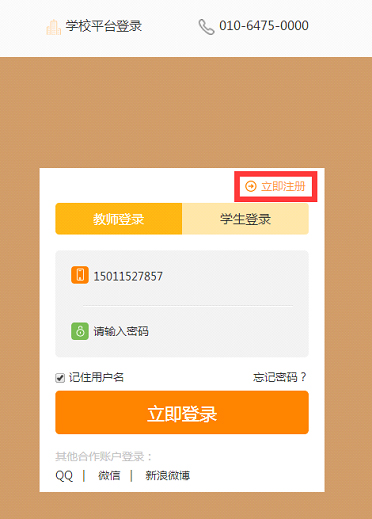 学校平台登录 010-6475-0000
立即注册
教师登录 学生登录
15011527857
请输入密码
记住用户名 忘记密码？
立即登录
其他合作账户登录：
QQ | 微信 | 新浪微博